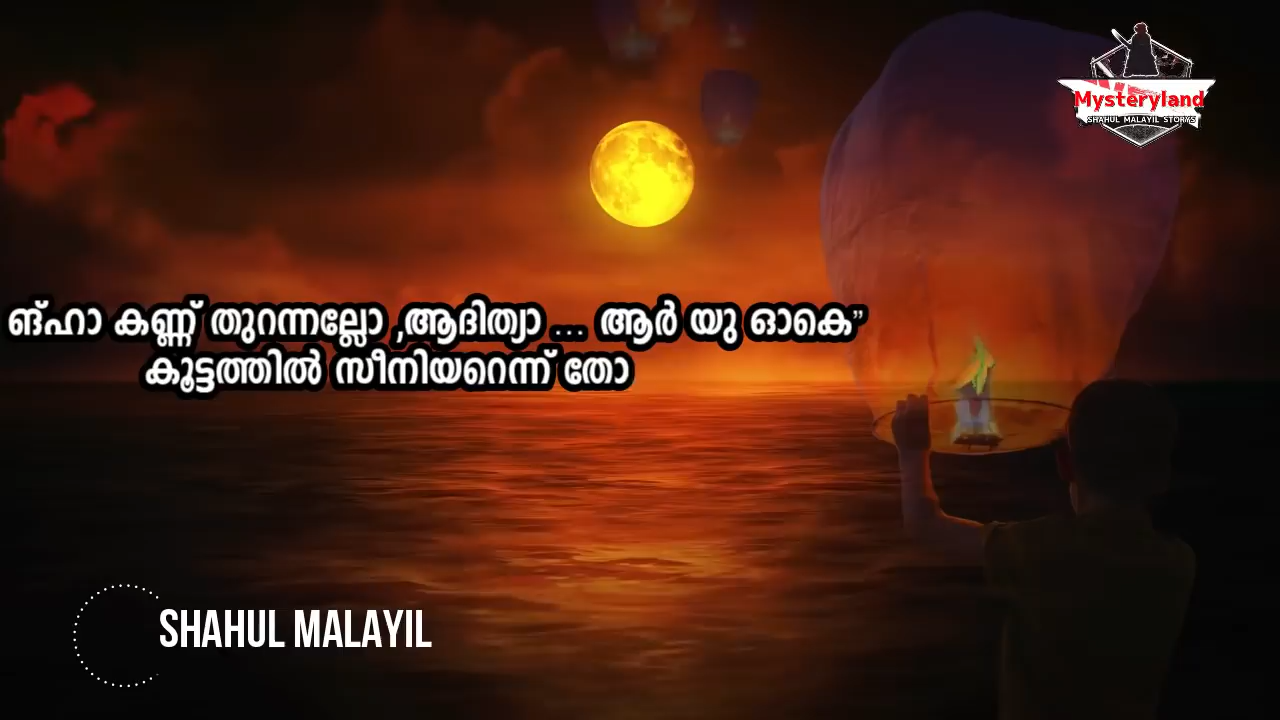 Mysteryland
SHAHUL MALAYIL STORYS
ങ്ഹാ കണ്ണ് തുറന്നല്ലോ ,ആദിത്യാ ... ആർ യു ഓകെ”
കൂട്ടത്തിൽ സീനിയറെന്ന് തോ
SHAHUL MALAYIL